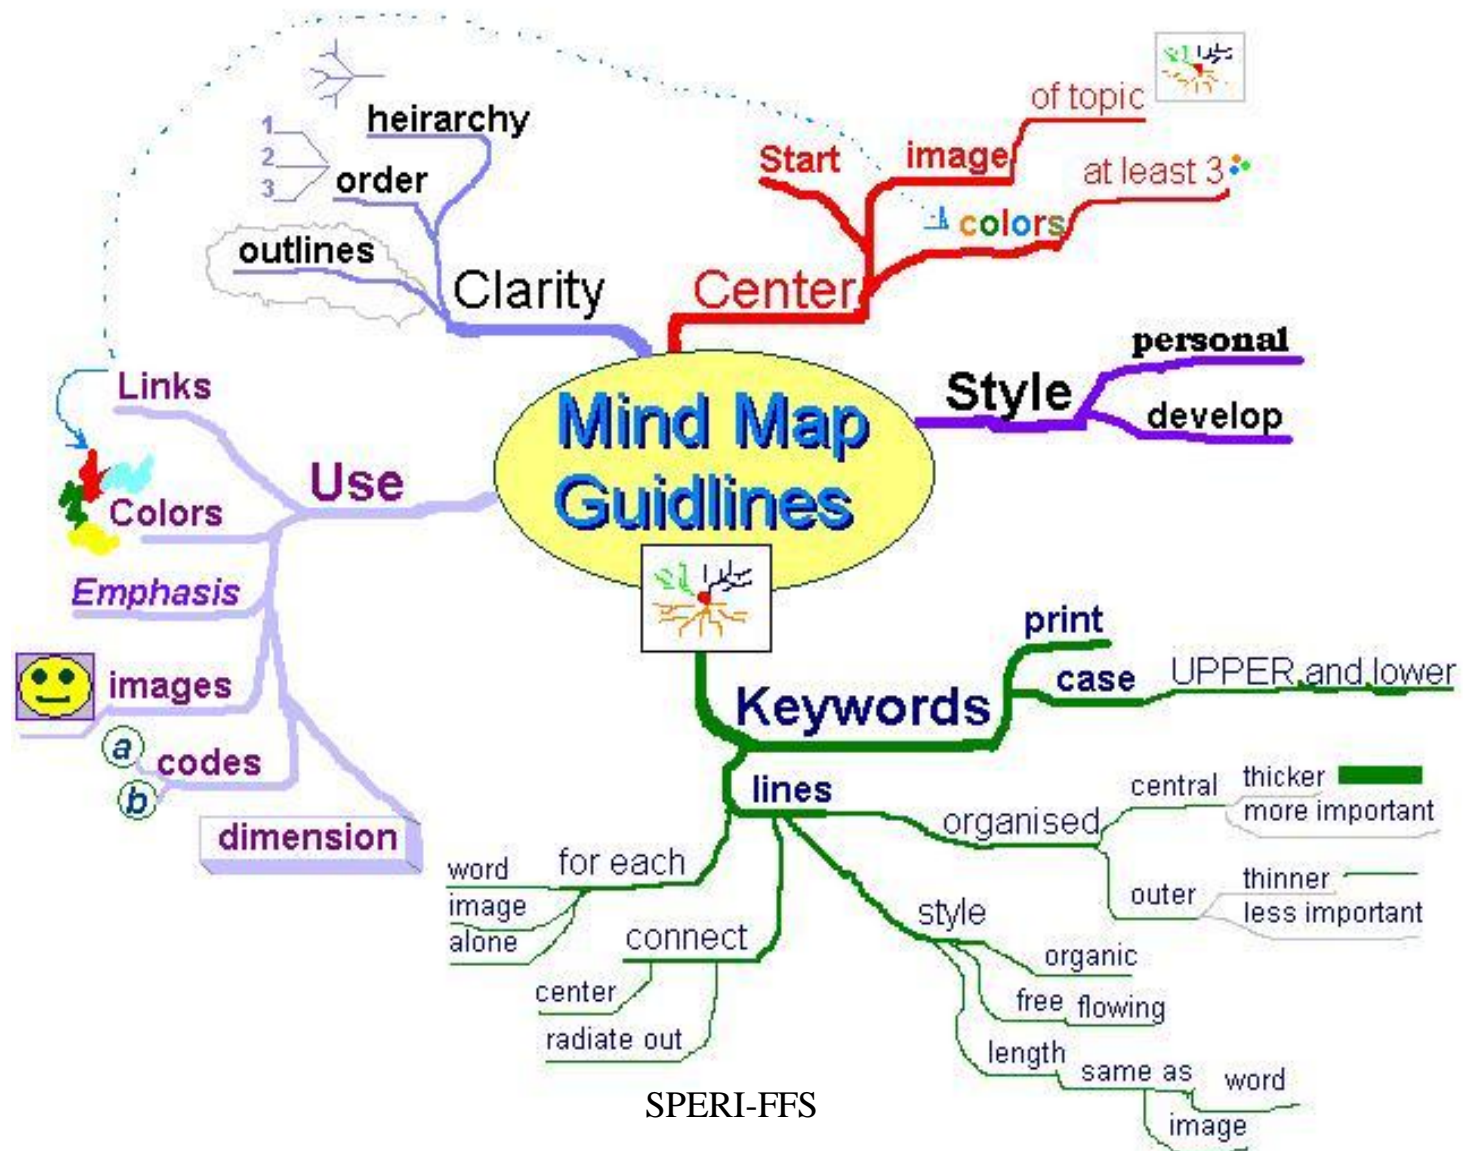 Mind Map
Guidlines
Center
Start
image
of topic
colors
at least 3
Style
personal
develop
Keywords
print
case
UPPER and lower
lines
organised
central
thicker
more important
outer
thinner
less important
style
organic
free flowing
length
same as
word
image
connect
center
radiate out
for each
word
image
alone
Use
Links
Colors
Emphasis
images
codes
a
b
dimension
Clarity
heirarchy
order
1
2
3
outlines
SPERI-FFS